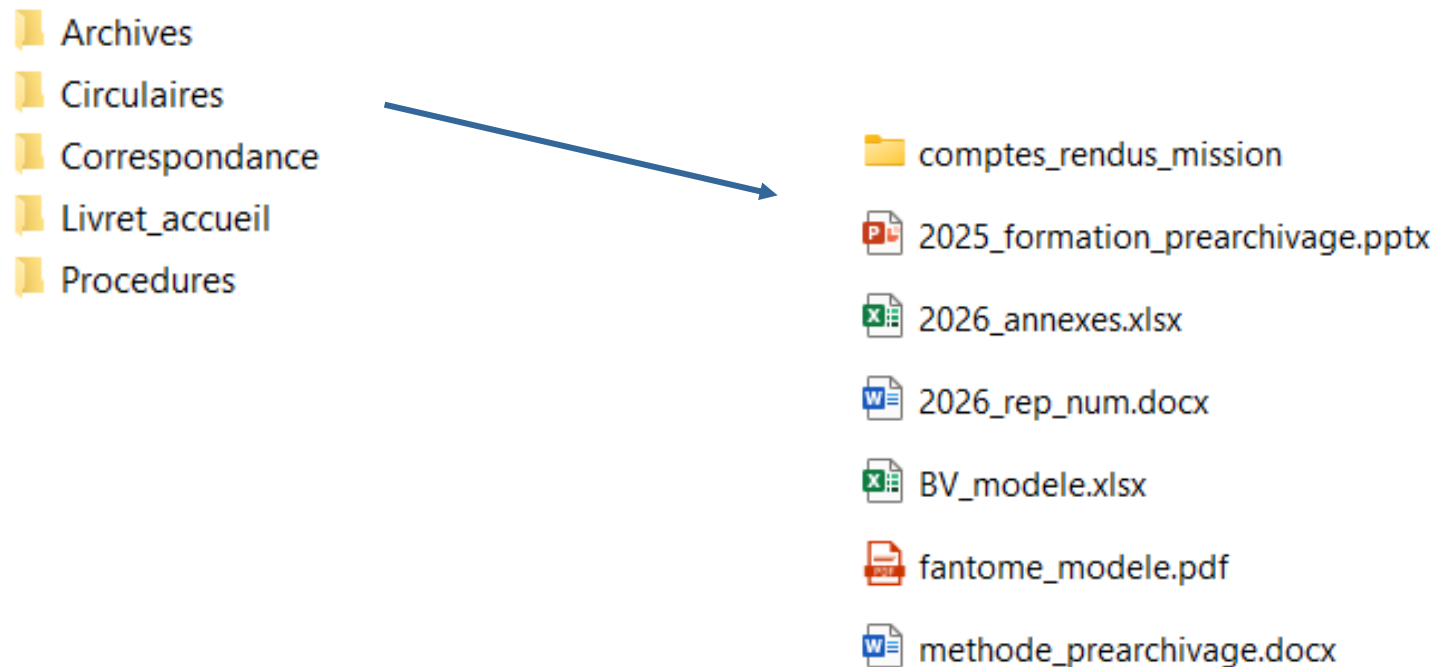 Archives
Circulaires
Correspondance
Livret_accueil
Procedures
comptes_rendus_mission
2025_formation_prearchivage.pptx
2026_annexes.xlsx
2026_rep_num.docx
BV_modele.xlsx
fantome_modele.pdf
methode_prearchivage.docx